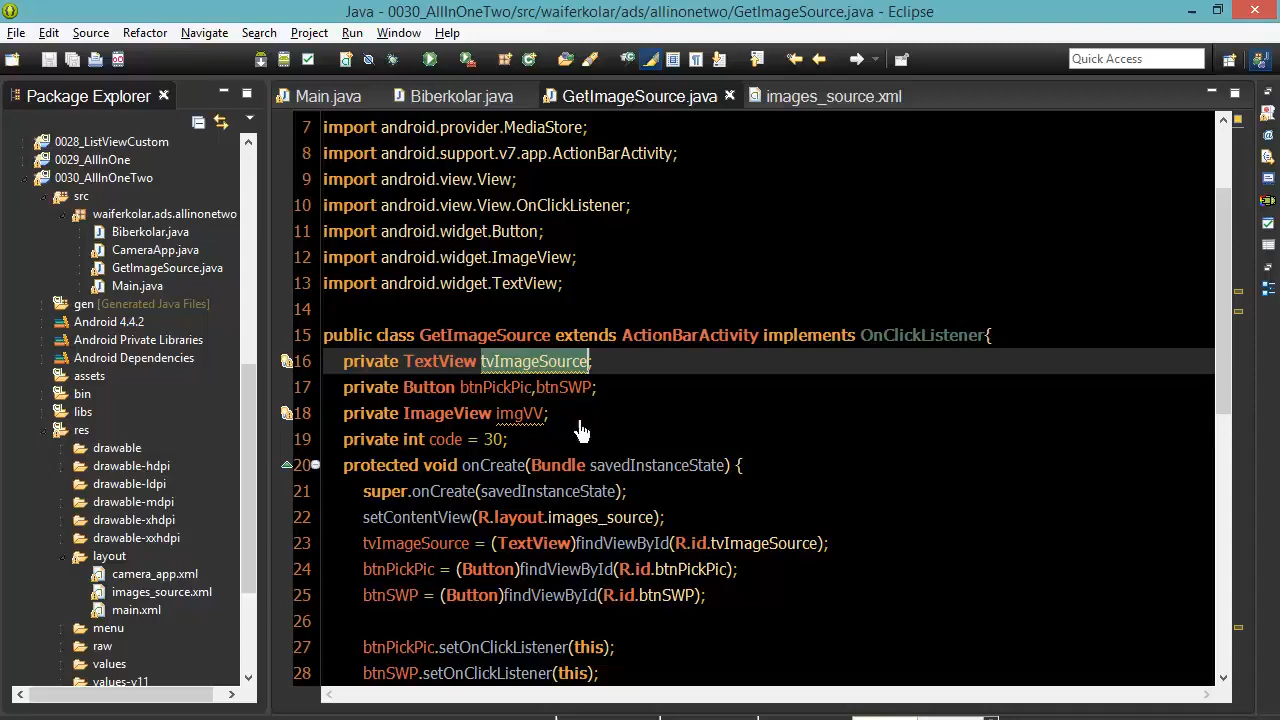 Java - 0030_AllInOneTwo/src/waiferkolar/ads/allinonetwo/GetImageSource.java - Eclipse
File Edit Source Refactor Navigate Search Project Run Window Help
Quick Access
Package Explorer
Main.java Biberkolar.java GetImageSource.java images_source.xml
0028_ListViewCustom
0029_AllInOne
0030_AllInOneTwo
src
waiferkolar.ads.allinonetwo
Biberkolar.java
CameraApp.java
GetImageSource.java
Main.java
gen [Generated Java Files]
Android 4.4.2
Android Private Libraries
Android Dependencies
assets
bin
libs
res
drawable
drawable-hdpi
drawable-ldpi
drawable-mdpi
drawable-xhdpi
drawable-xxhdpi
layout
camera_app.xml
images_source.xml
main.xml
menu
raw
values
values-v11
7 import android.provider.MediaStore;
8 import android.support.v7.app.ActionBarActivity;
9 import android.view.View;
10 import android.view.View.OnClickListener;
11 import android.widget.Button;
12 import android.widget.ImageView;
13 import android.widget.TextView;
14
15 public class GetImageSource extends ActionBarActivity implements OnClickListener{
16 private TextView tvImageSource;
17 private Button btnPickPic,btnSWP;
18 private ImageView imgVV;
19 private int code = 30;
20 protected void onCreate(Bundle savedInstanceState) {
21 super.onCreate(savedInstanceState);
22 setContentView(R.layout.images_source);
23 tvImageSource = (TextView)findViewById(R.id.tvImageSource);
24 btnPickPic = (Button)findViewById(R.id.btnPickPic);
25 btnSWP = (Button)findViewById(R.id.btnSWP);
26
27 btnPickPic.setOnClickListener(this);
28 btnSWP.setOnClickListener(this);